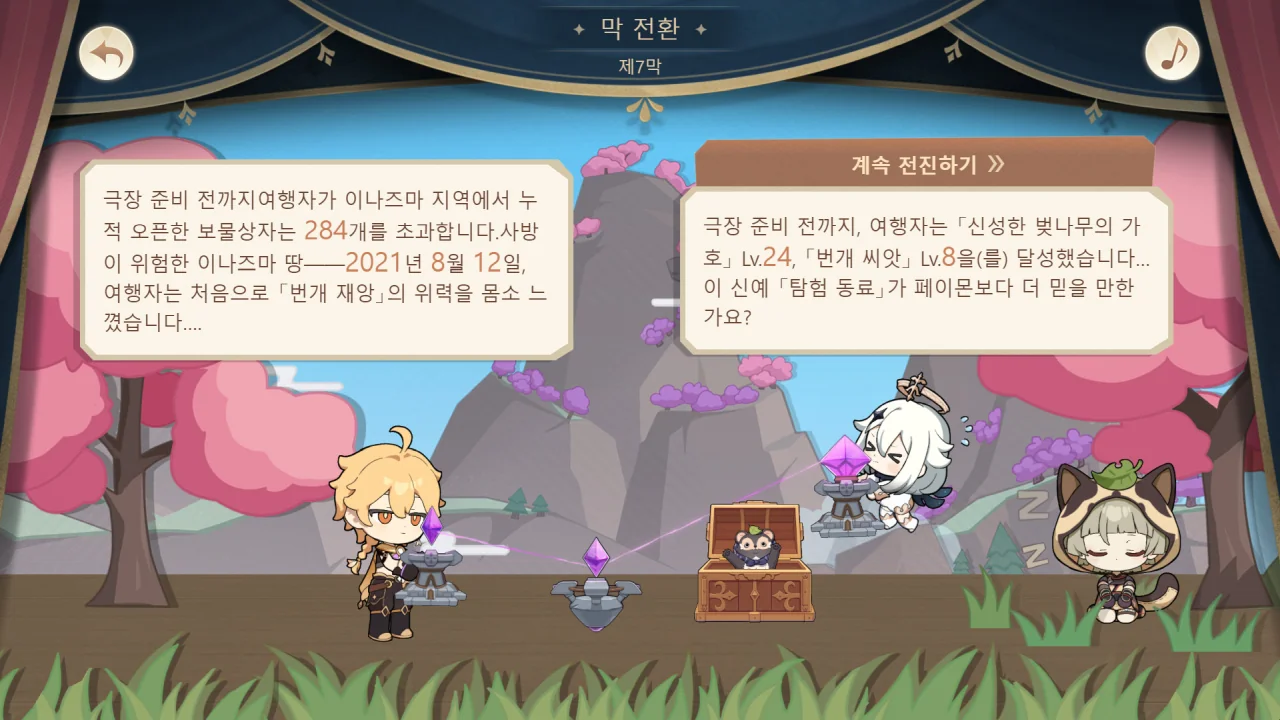 막 전환
제7막
극장 준비 전까지여행자가 이나즈마 지역에서 누
적 오픈한 보물상자는 284개를 초과합니다.사방
이 위험한 이나즈마 땅——2021년 8월 12일,
여행자는 처음으로 「번개 재앙」의 위력을 몸소 느
꼈습니다....
계속 전진하기 »
극장 준비 전까지, 여행자는 「신성한 벚나무의 가
호」 Lv.24, 「번개 씨앗」 Lv.8을(를) 달성했습니다...
이 신예 「탐험 동료」가 페이몬보다 더 믿을 만한
가요?
Z
Z